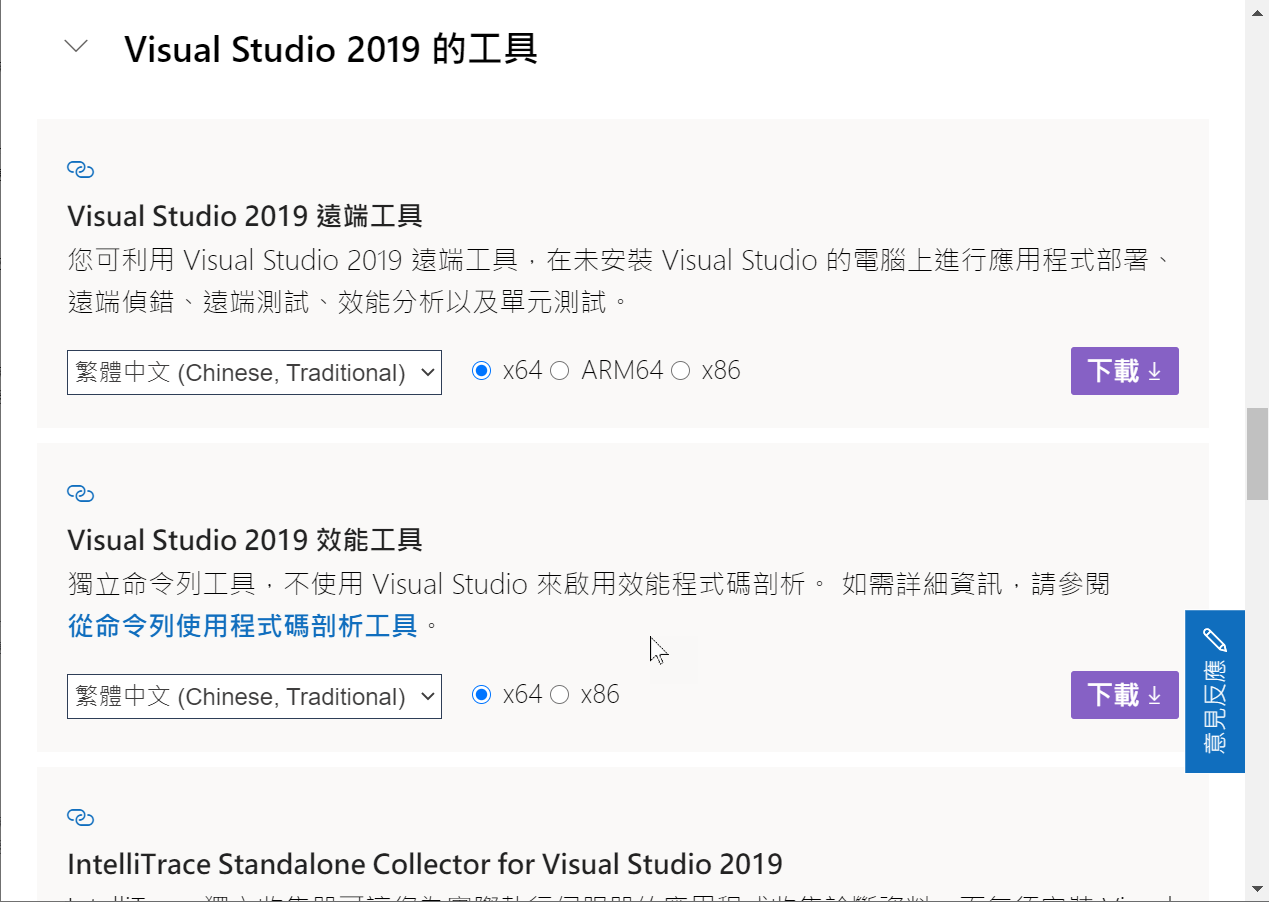 Visual Studio 2019 的工具
Visual Studio 2019 遠端工具
您可利用 Visual Studio 2019 遠端工具，在未安裝 Visual Studio 的電腦上進行應用程式部署、
遠端偵錯、遠端測試、效能分析以及單元測試。
繁體中文 (Chinese, Traditional) x64 ARM64 x86 下載
Visual Studio 2019 效能工具
獨立命令列工具，不使用 Visual Studio 來啟用效能程式碼剖析。 如需詳細資訊，請參閱
從命令列使用程式碼剖析工具。
繁體中文 (Chinese, Traditional) x64 x86 下載
意見反應
IntelliTrace Standalone Collector for Visual Studio 2019